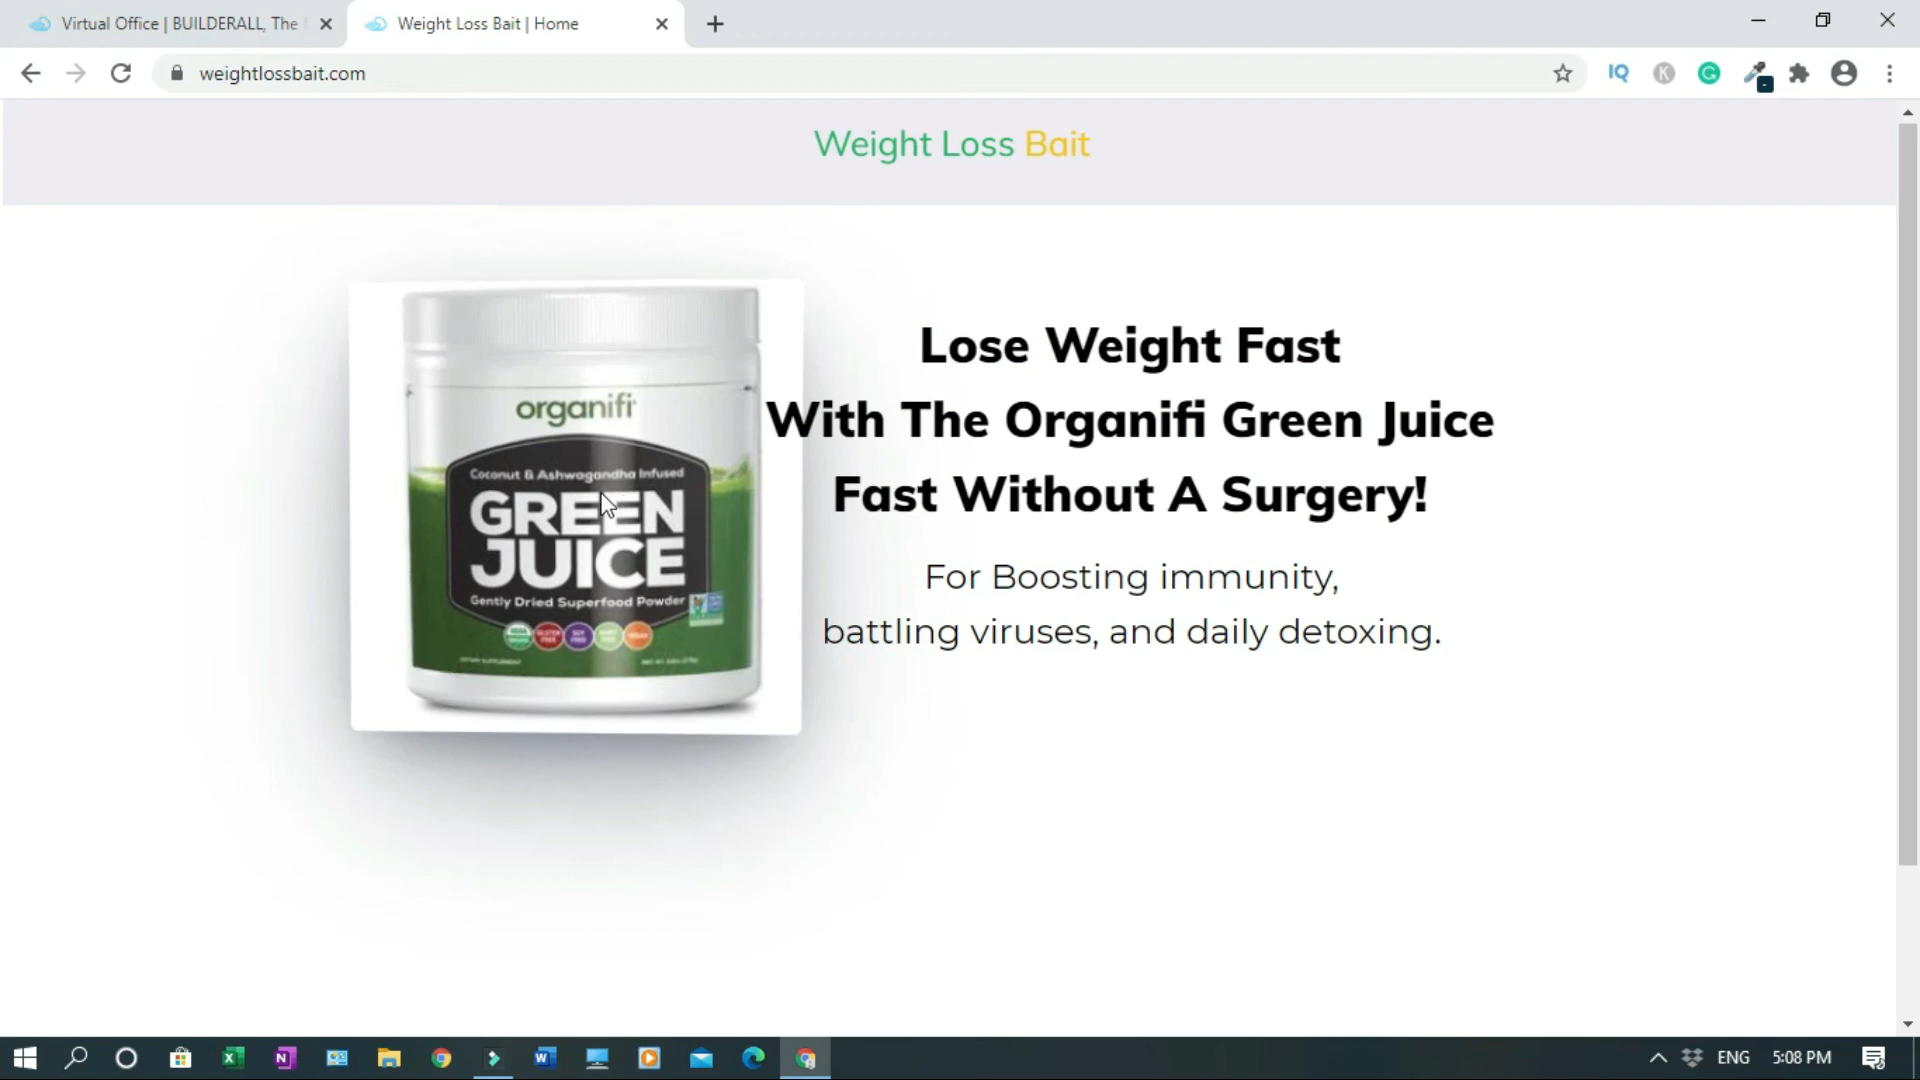 Virtual Office | BUILDERALL, The
Weight Loss Bait | Home
weightlossbait.com
IQ
Weight Loss Bait
organifi
Coconut & Ashwagandha Infused
GREEN
JUICE
Gently Dried Superfood Powder
Lose Weight Fast
With The Organifi Green Juice
Fast Without A Surgery!
For Boosting immunity,
battling viruses, and daily detoxing.
ENG
5:08 PM